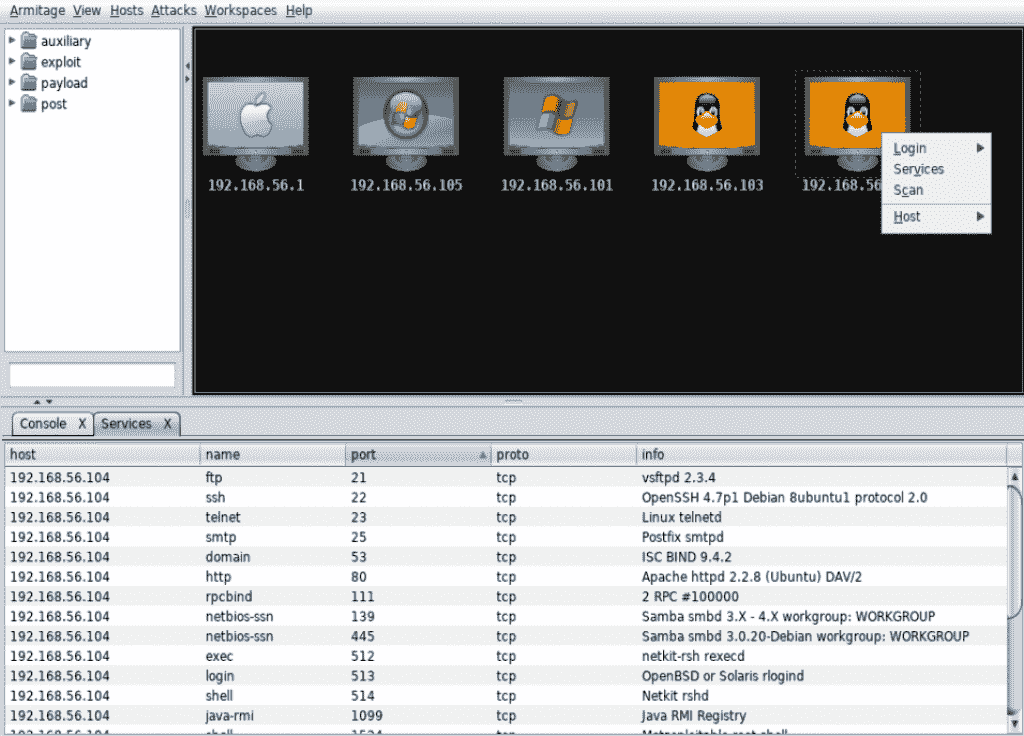 Armitage View Hosts Attacks Workspaces Help
auxiliary
exploit
payload
post
192.168.56.1 192.168.56.105 192.168.56.101 192.168.56.103 192.168.56
Login
Services
Scan
Host
Console X Services X
host name port proto info
192.168.56.104 ftp 21 tcp vsftpd 2.3.4
192.168.56.104 ssh 22 tcp OpenSSH 4.7p1 Debian 8ubuntu1 protocol 2.0
192.168.56.104 telnet 23 tcp Linux telnetd
192.168.56.104 smtp 25 tcp Postfix smtpd
192.168.56.104 domain 53 tcp ISC BIND 9.4.2
192.168.56.104 http 80 tcp Apache httpd 2.2.8 (Ubuntu) DAV/2
192.168.56.104 rpcbind 111 tcp 2 RPC #100000
192.168.56.104 netbios-ssn 139 tcp Samba smbd 3.X - 4.X workgroup: WORKGROUP
192.168.56.104 netbios-ssn 445 tcp Samba smbd 3.0.20-Debian workgroup: WORKGROUP
192.168.56.104 exec 512 tcp netkit-rsh rexecd
192.168.56.104 login 513 tcp OpenBSD or Solaris rlogind
192.168.56.104 shell 514 tcp Netkit rshd
192.168.56.104 java-rmi 1099 tcp Java RMI Registry